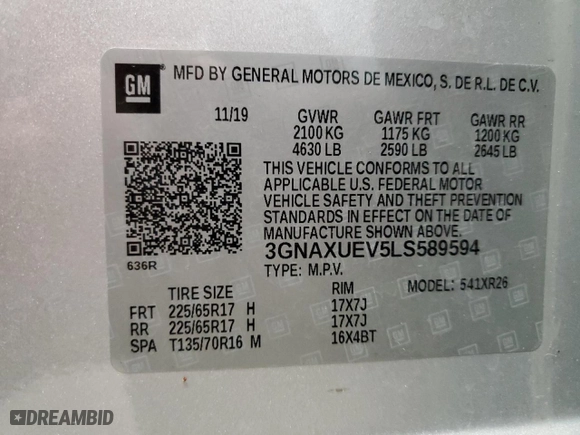 GM MFD BY GENERAL MOTORS DE MEXICO, S. DE R.L. DE C.V.
11/19 GVWR GAWR FRT GAWR RR
2100 KG 1175 KG 1200 KG
4630 LB 2590 LB 2645 LB
THIS VEHICLE CONFORMS TO ALL
APPLICABLE U.S. FEDERAL MOTOR
VEHICLE SAFETY AND THEFT PREVENTION
STANDARDS IN EFFECT ON THE DATE OF
MANUFACTURE SHOWN ABOVE.
3GNAXUEV5LS589594
636R
TYPE: M.P.V. MODEL: 541XR26
TIRE SIZE RIM
FRT 225/65R17 H 17X7J
RR 225/65R17 H 17X7J
SPA T135/70R16 M 16X4BT
DREAMBID